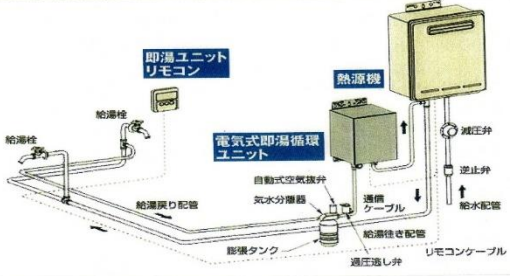 即湯ユニット
リモコン
熱源機
給湯栓
給湯栓
電気式即湯循環
ユニット
減圧弁
自動式空気抜弁
気水分離器
通信
ケーブル
逆止弁
給水配管
給湯戻り配管
給湯往き配管
膨張タンク
過圧逃し弁
リモコンケーブル